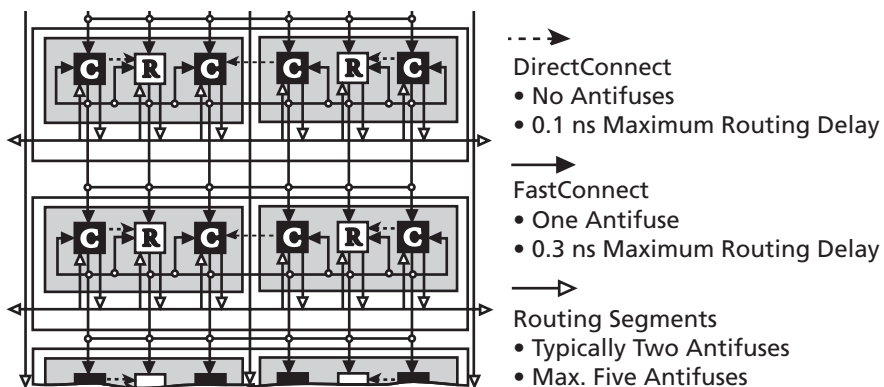 C R C C R C
C R C C R C
DirectConnect
• No Antifuses
• 0.1 ns Maximum Routing Delay
FastConnect
• One Antifuse
• 0.3 ns Maximum Routing Delay
Routing Segments
• Typically Two Antifuses
• Max. Five Antifuses